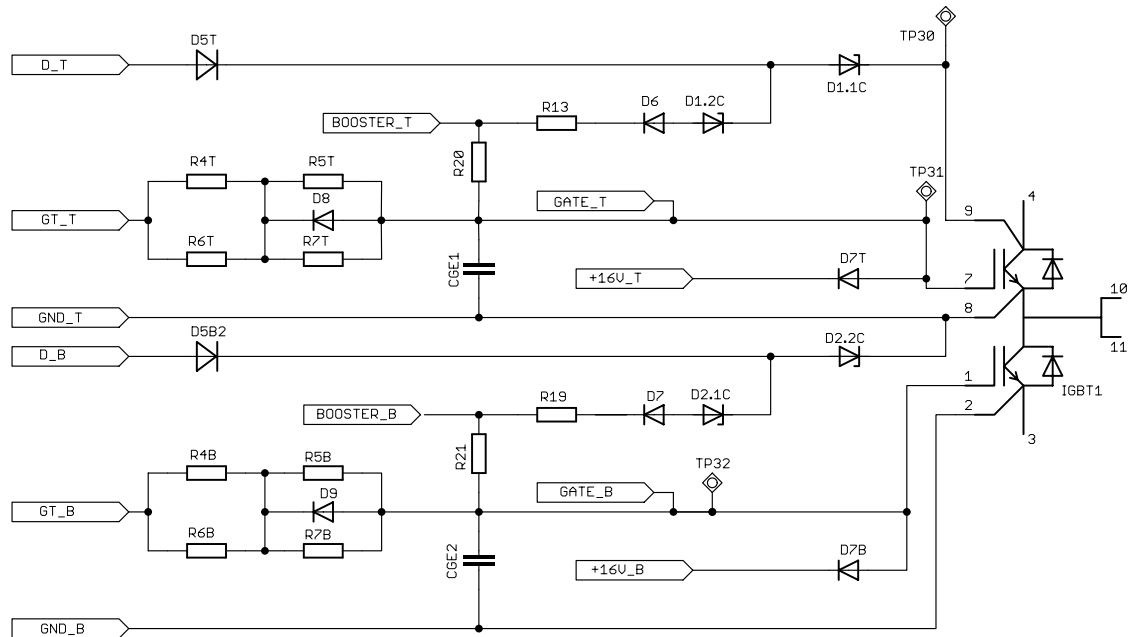 D5T
TP30
D_T
D1.1C
R13
D6
D1.2C
BOOSTER_T
R20
R4T
R5T
TP31
D8
GATE_T
4
GT_T
9
R6T
R7T
D7T
CGE1
+16V_T
7
10
GND_T
8
D5B2
D2.2C
D_B
11
1
R19
D7
D2.1C
IGBT1
BOOSTER_B
2
R21
3
R4B
R5B
TP32
D9
GATE_B
GT_B
R6B
R7B
D7B
CGE2
+16V_B
GND_B